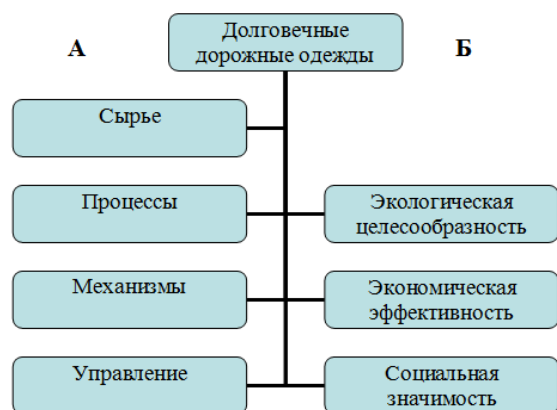 Долговечные
дорожные одежды
А
Б
Сырье
Процессы
Экологическая
целесообразность
Механизмы
Экономическая
эффективность
Управление
Социальная
значимость